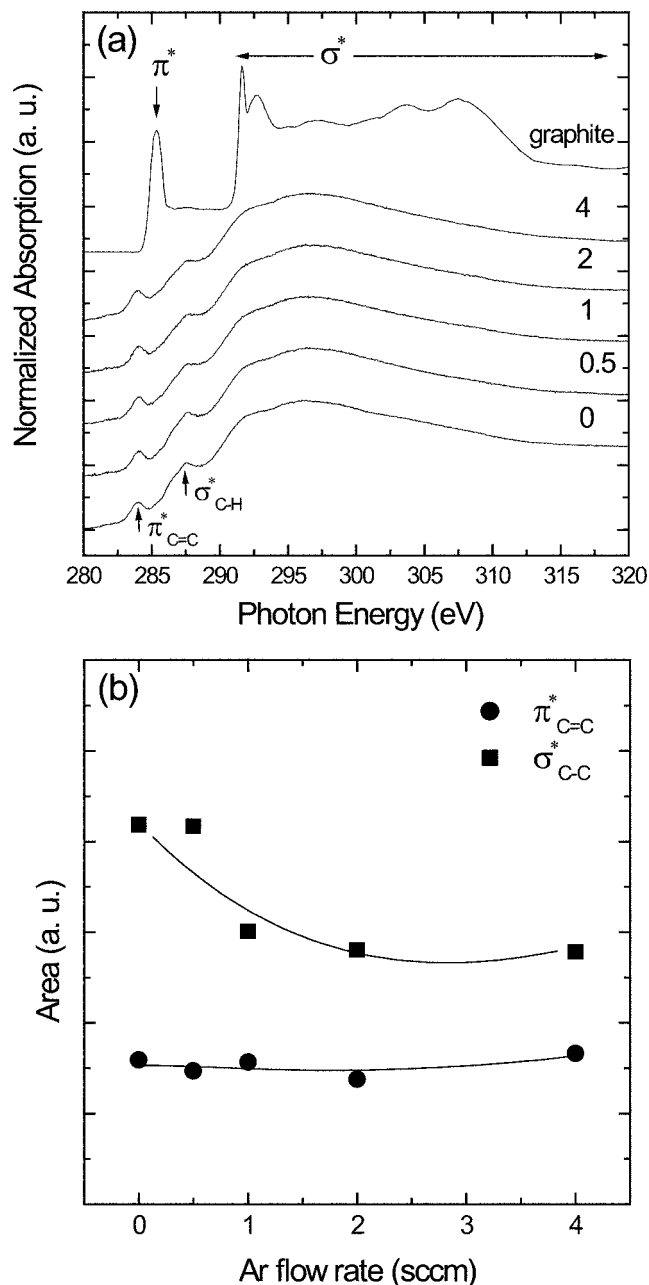 (a)
π*
σ*
graphite
4
2
1
0.5
0
σ*C-H
π*C=C
Normalized Absorption (a. u.)
280 285 290 295 300 305 310 315 320
Photon Energy (eV)
(b)
π*C=C
σ*C-C
Area (a. u.)
0 1 2 3 4
Ar flow rate (sccm)